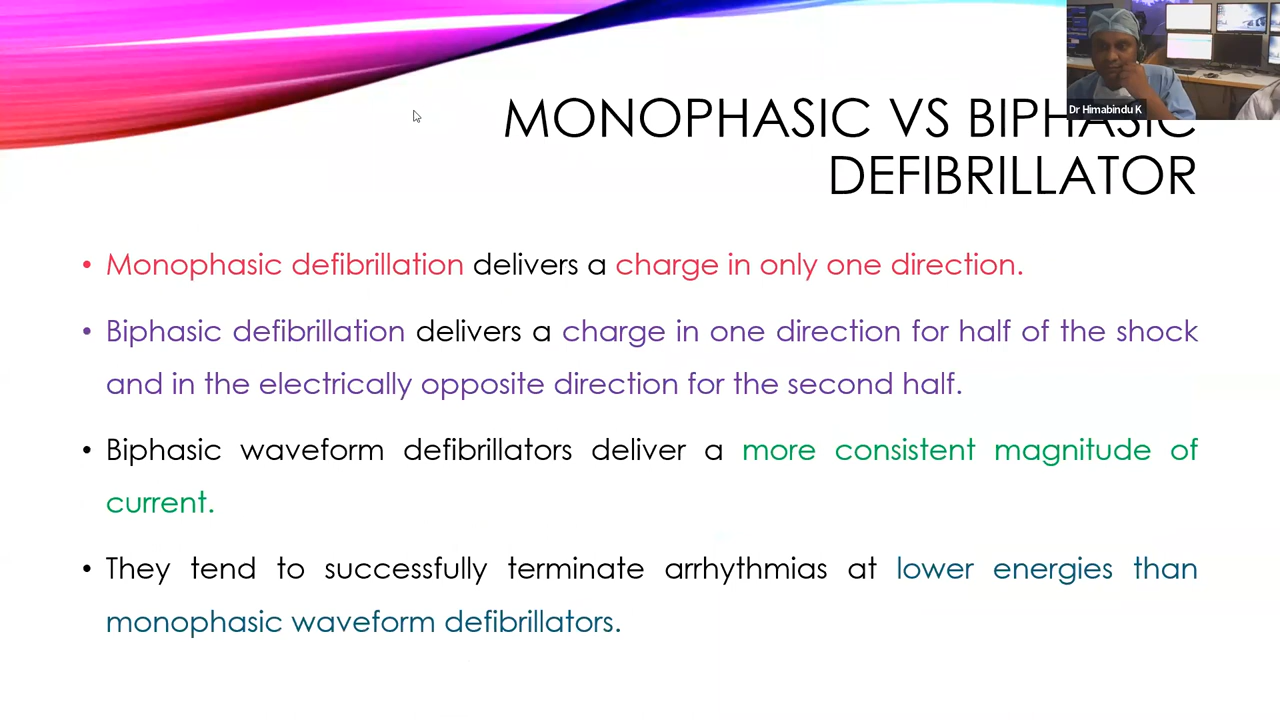 Dr Himabindu K
MONOPHASIC VS BIPHASIC
DEFIBRILLATOR
• Monophasic defibrillation delivers a charge in only one direction.
• Biphasic defibrillation delivers a charge in one direction for half of the shock
and in the electrically opposite direction for the second half.
• Biphasic waveform defibrillators deliver a more consistent magnitude of
current.
• They tend to successfully terminate arrhythmias at lower energies than
monophasic waveform defibrillators.